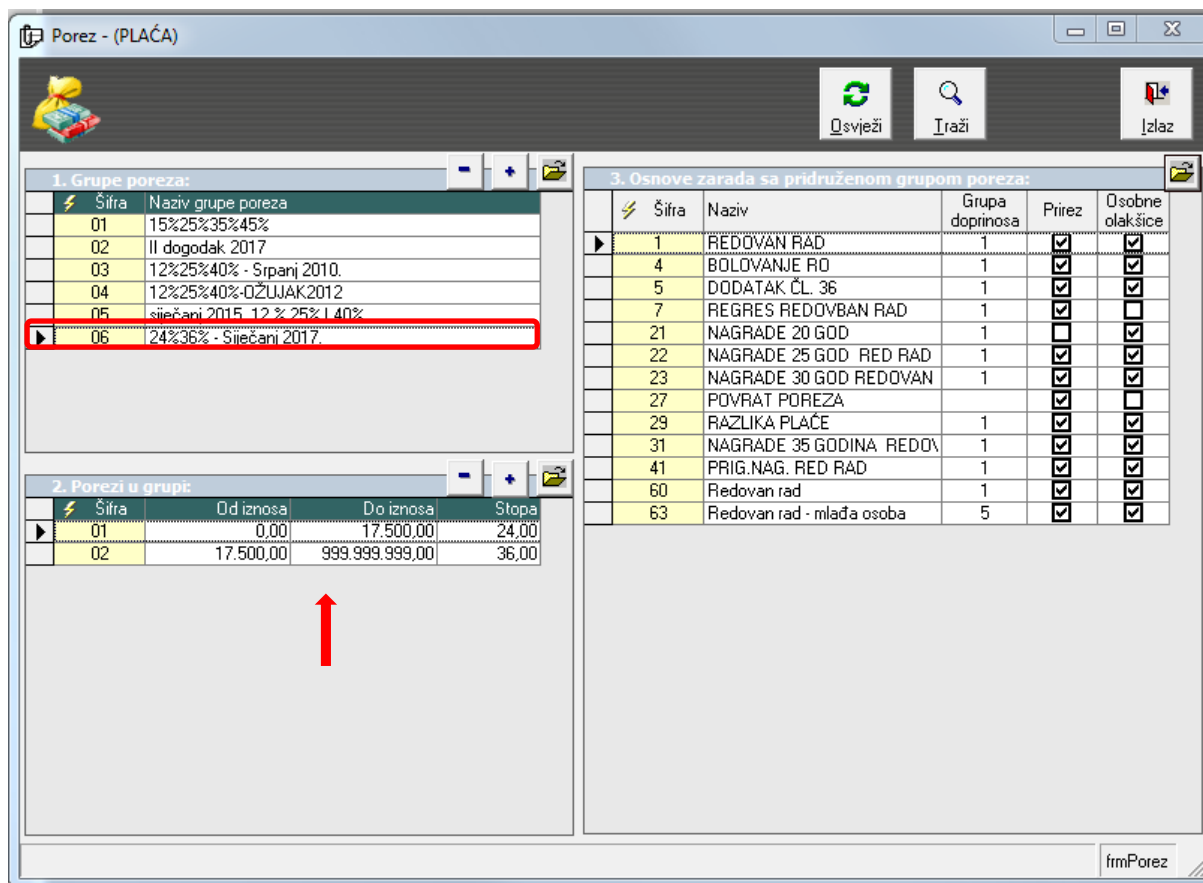 Porez - (PLAĆA)
Osvježi
Traži
Izlaz
1. Grupe poreza:
Šifra Naziv grupe poreza
01 15%25%35%45%
02 II dogodak 2017
03 12%25%40% - Srpanj 2010.
04 12%25%40%-OŽUJAK2012
05 siječanj 2015 12 % 25% I 40%
06 24%36% - Siječanj 2017.
2. Porezi u grupi:
Šifra Od iznosa Do iznosa Stopa
01 0,00 17.500,00 24,00
02 17.500,00 999.999.999,00 36,00
3. Osnove zarada sa pridruženom grupom poreza:
Šifra Naziv Grupa doprinosa Prirez Osobne olakšice
1 REDOVAN RAD 1
4 BOLOVANJE RO 1
5 DODATAK ČL. 36 1
7 REGRES REDOVBAN RAD 1
21 NAGRADE 20 GOD 1
22 NAGRADE 25 GOD RED RAD 1
23 NAGRADE 30 GOD REDOVAN 1
27 POVRAT POREZA
29 RAZLIKA PLAĆE 1
31 NAGRADE 35 GODINA REDOV 1
41 PRIG.NAG. RED RAD 1
60 Redovan rad 1
63 Redovan rad - mlađa osoba 5
frmPorez